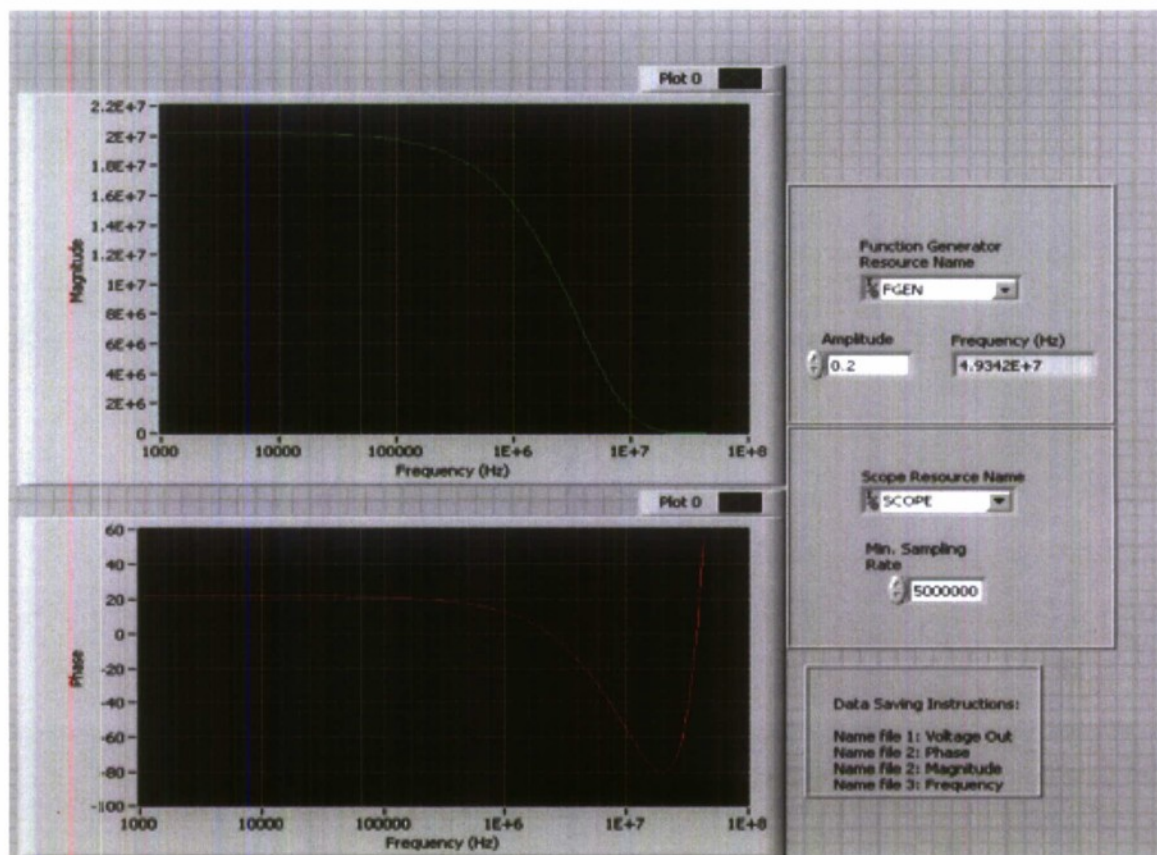 Plot 0
2.2E+7
2E+7
1.8E+7
1.6E+7
1.4E+7
1.2E+7
1E+7
8E+6
6E+6
4E+6
2E+6
0
Magnitude
1000 10000 100000 1E+6 1E+7 1E+8
Frequency (Hz)
Plot 0
60
40
20
0
-20
-40
-60
-80
-100
Phase
1000 10000 100000 1E+6 1E+7 1E+8
Frequency (Hz)
Function Generator
Resource Name
FGEN
Amplitude Frequency (Hz)
0.2 4.9342E+7
Scope Resource Name
SCOPE
Min. Sampling
Rate
5000000
Data Saving Instructions:
Name file 1: Voltage Out
Name file 2: Phase
Name file 2: Magnitude
Name file 3: Frequency